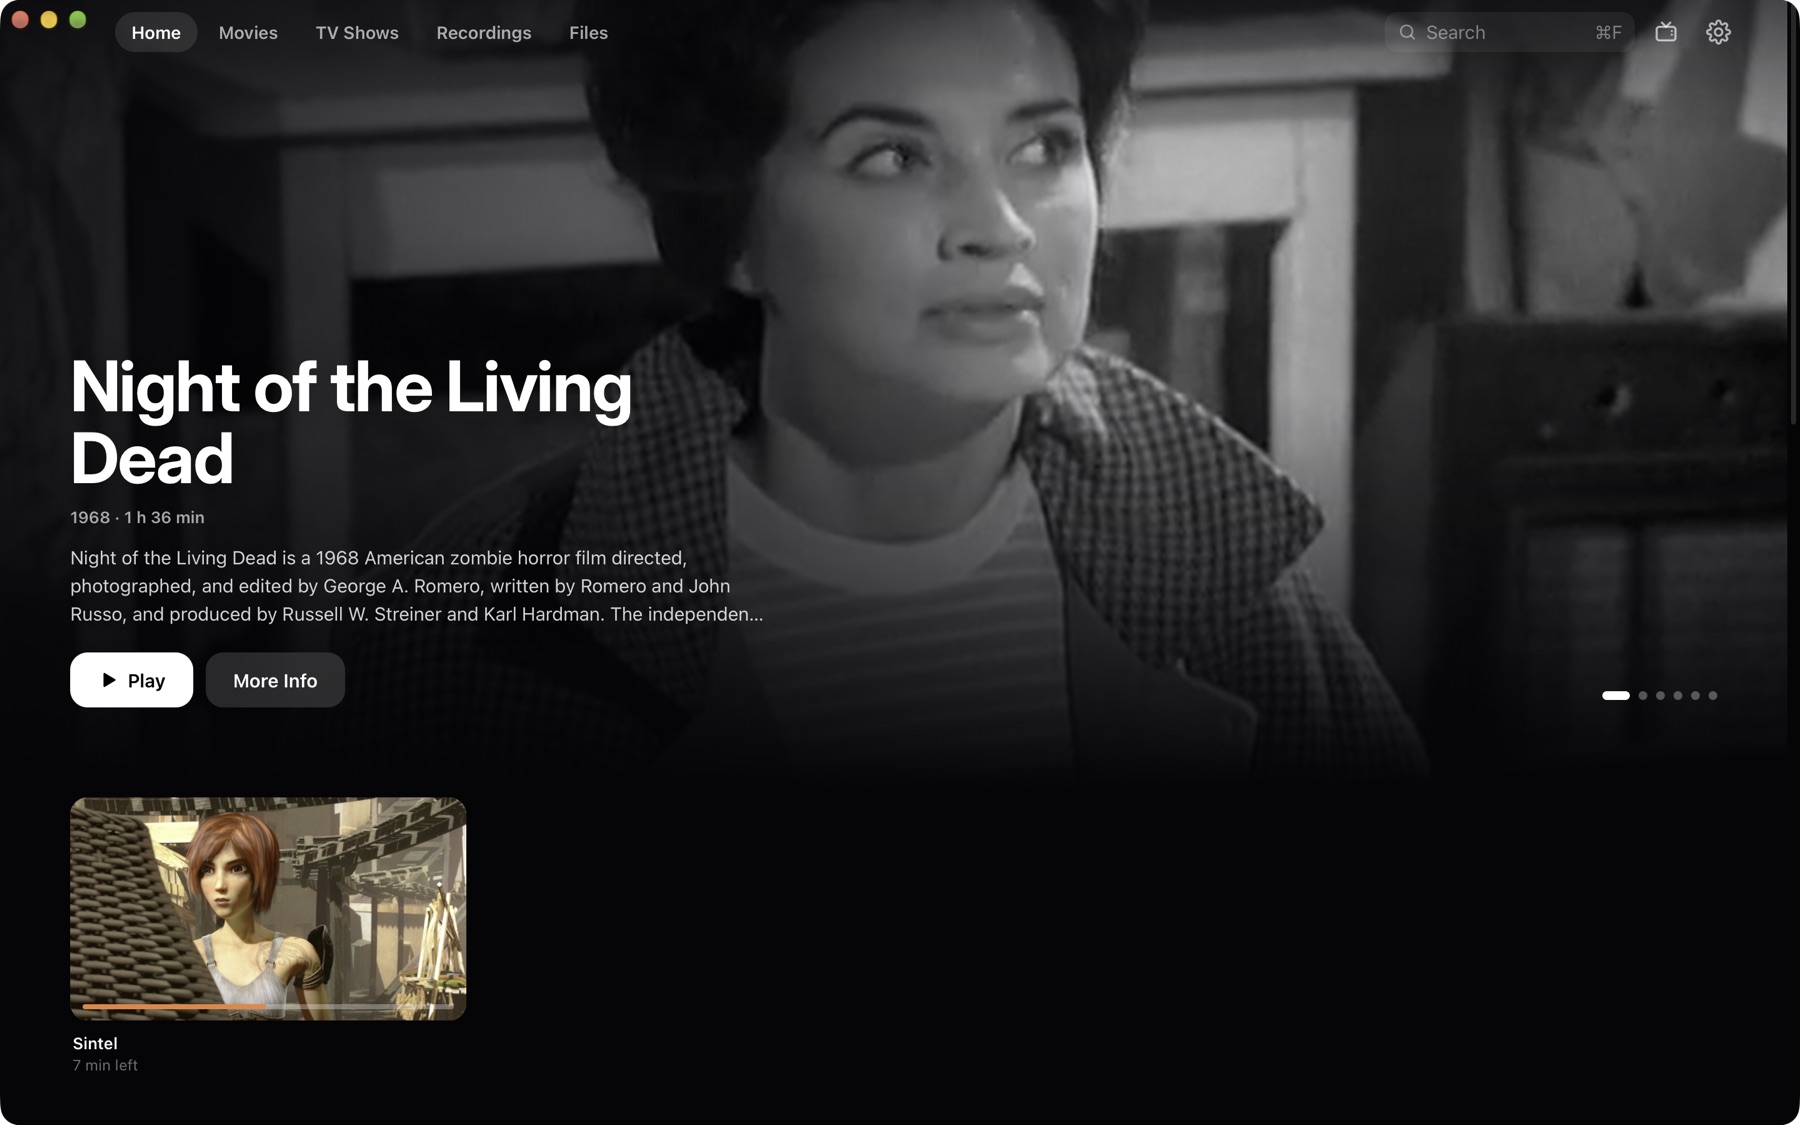 Home
Movies
TV Shows
Recordings
Files
Search
⌘F
Night of the Living
Dead
1968 · 1 h 36 min
Night of the Living Dead is a 1968 American zombie horror film directed,
photographed, and edited by George A. Romero, written by Romero and John
Russo, and produced by Russell W. Streiner and Karl Hardman. The independen...
Play
More Info
Sintel
7 min left